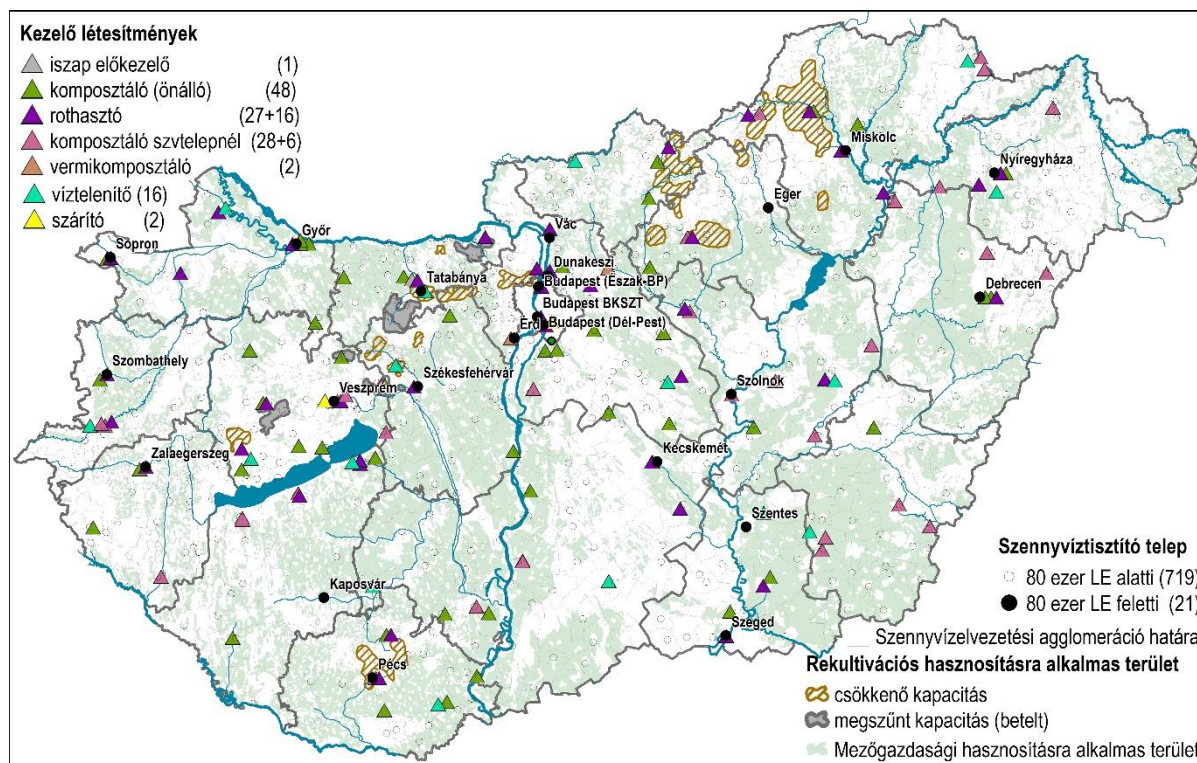 Kezelő létesítmények
iszap előkezelő (1)
komposztáló (önálló) (48)
rothasztó (27+16)
komposztáló szvtelepnél (28+6)
vermikomposztáló (2)
víztelenítő (16)
szárító (2)
Miskolc
Nyíregyháza
Eger
Vác
Győr
Sopron
Dunakeszi
Tatabánya
Budapest (Észak-BP)
Debrecen
Budapest BKSZT
Érd
Budapest (Dél-Pest)
Szombathely
Székesfehérvár
Veszprém
Szolnok
Zalaegerszeg
Kecskemét
Szentes
Kaposvár
Szeged
Pécs
Szennyvíztisztító telep
80 ezer LE alatti (719)
80 ezer LE feletti (21)
Szennyvízelvezetési agglomeráció határa
Rekultivációs hasznosításra alkalmas terület
csökkenő kapacitás
megszűnt kapacitás (betelt)
Mezőgazdasági hasznosításra alkalmas terület